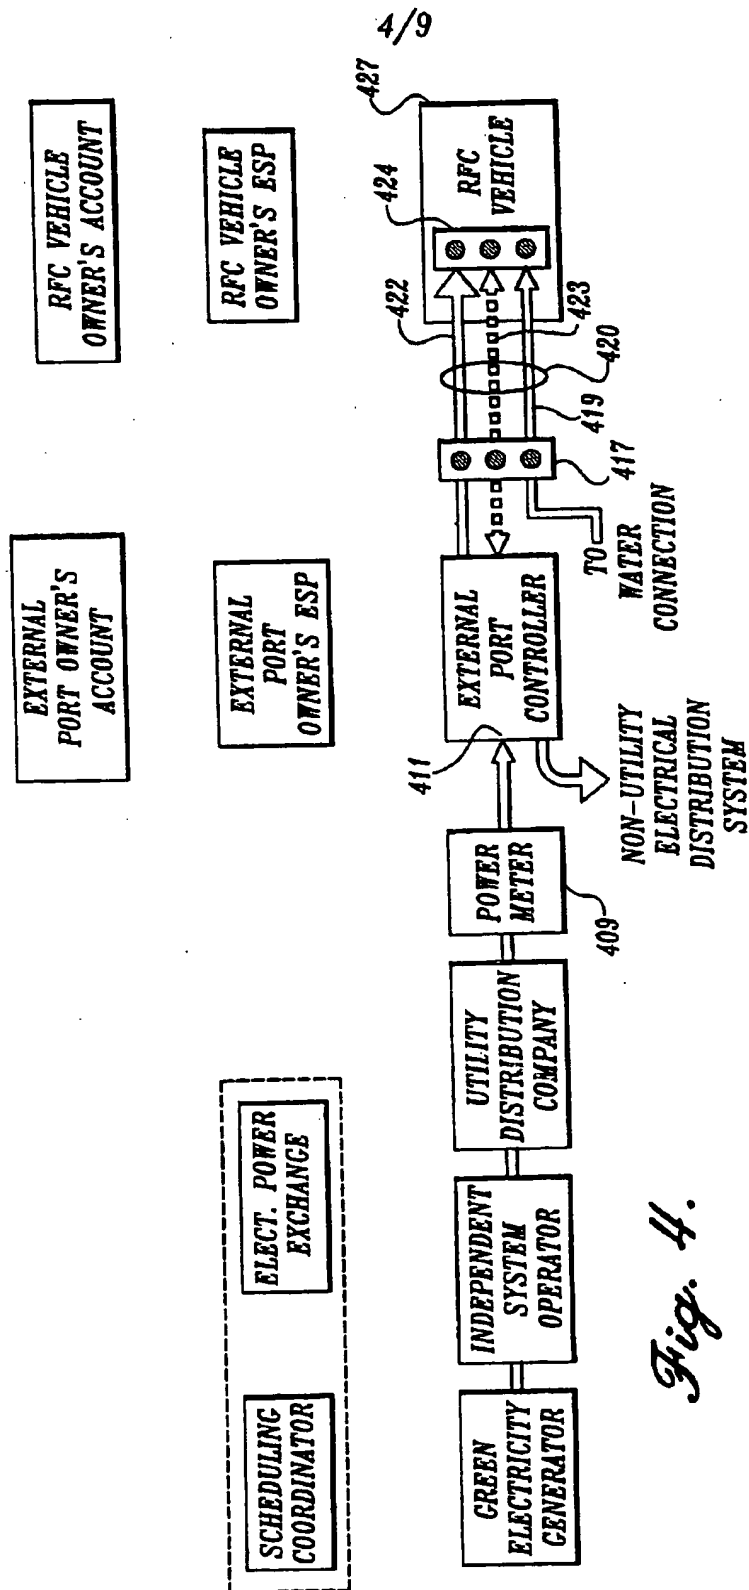 4/9
RFC VEHICLE
OWNER'S ACCOUNT
RFC VEHICLE
OWNER'S ESP
427
424
RFC
VEHICLE
422
423
420
419
417
EXTERNAL
PORT OWNER'S
ACCOUNT
EXTERNAL
PORT
OWNER'S ESP
EXTERNAL
PORT
CONTROLLER
411
TO
WATER
CONNECTION
NON-UTILITY
ELECTRICAL
DISTRIBUTION
SYSTEM
POWER
METER
409
UTILITY
DISTRIBUTION
COMPANY
ELECT. POWER
EXCHANGE
INDEPENDENT
SYSTEM
OPERATOR
SCHEDULING
COORDINATOR
GREEN
ELECTRICITY
GENERATOR
Fig. 4.